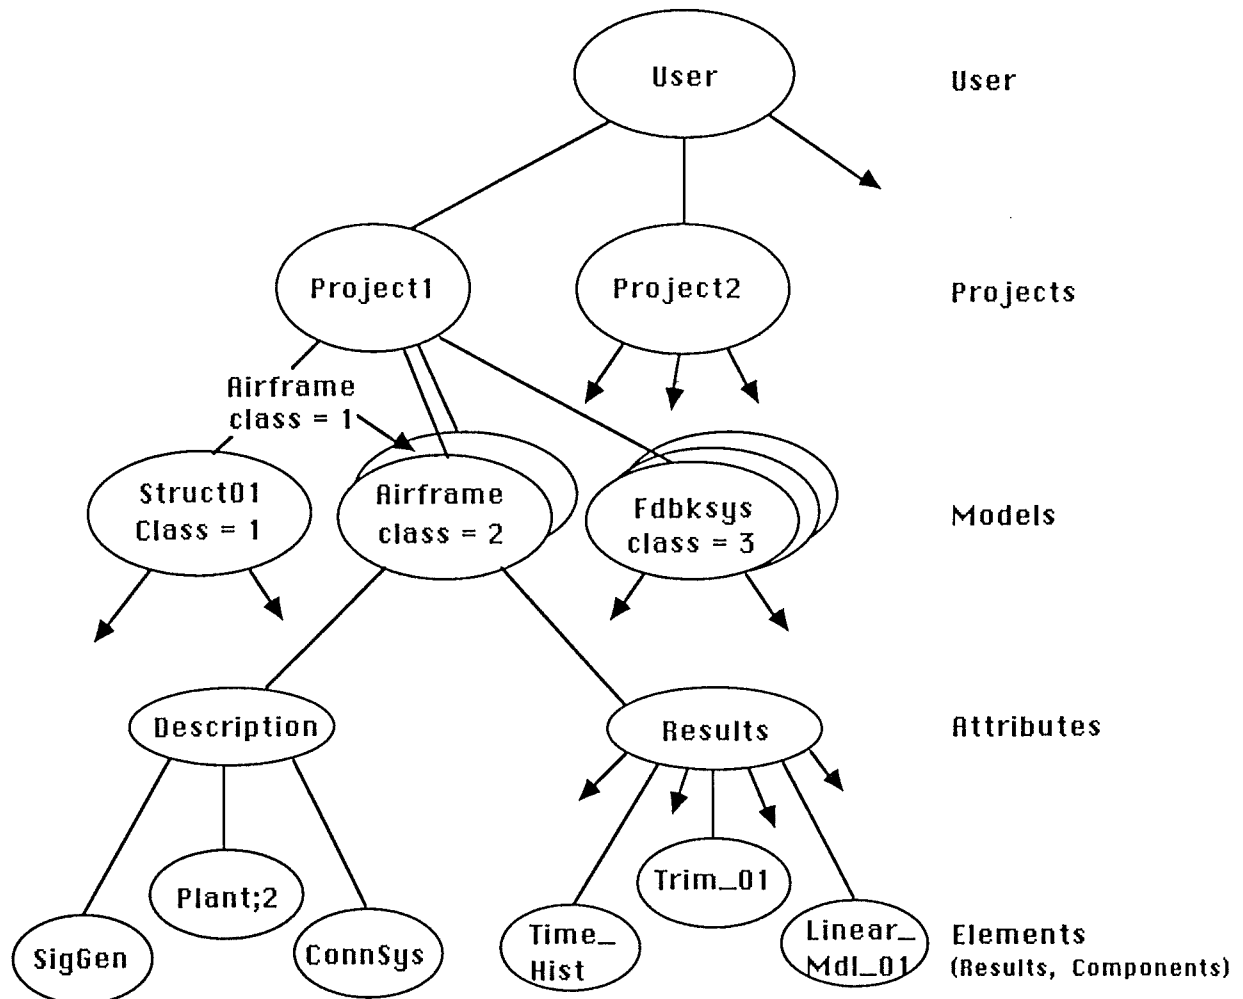 User
User
Project1
Project2
Projects
Airframe
class = 1
Struct01
Class = 1
Airframe
class = 2
Fdbksys
class = 3
Models
Description
Results
Attributes
Plant;2
Trim_01
SigGen
ConnSys
Time_
Hist
Linear_
Mdl_01
Elements
(Results, Components)